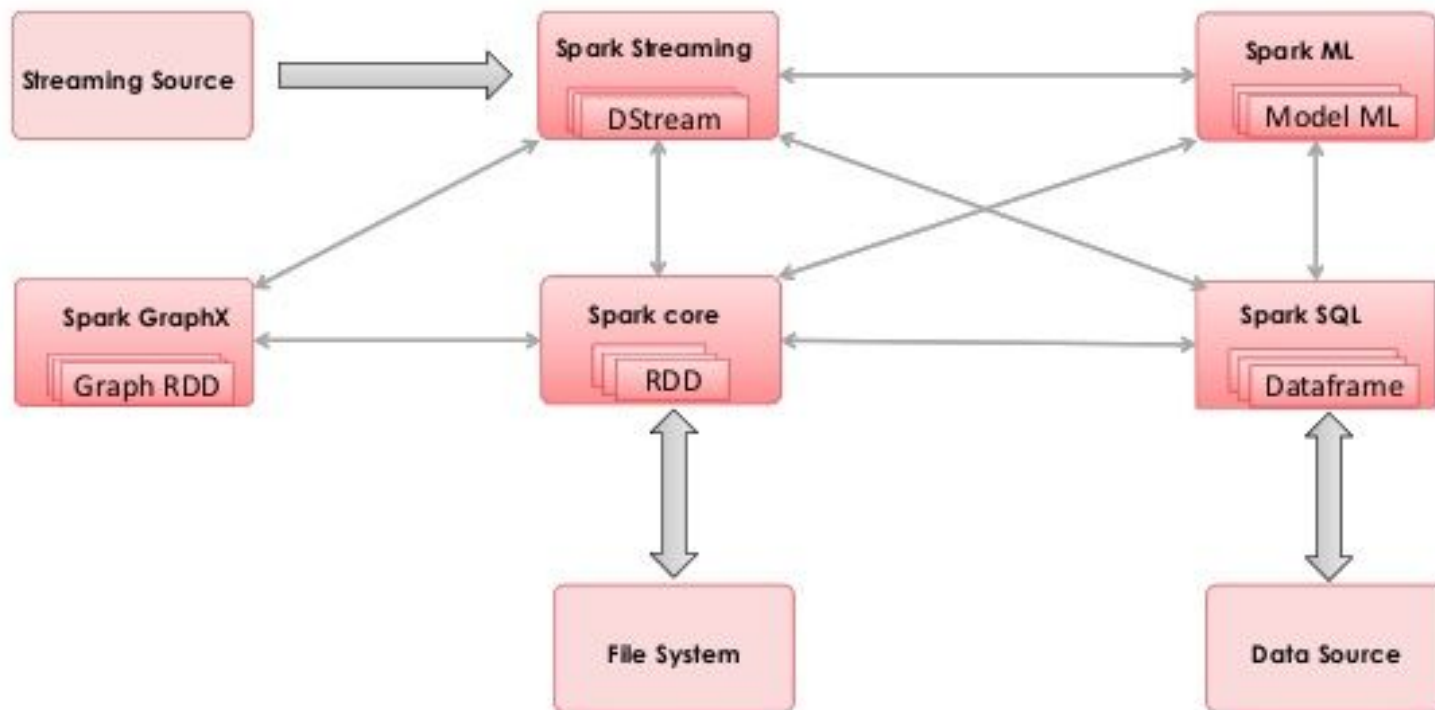 Streaming Source
Spark Streaming
DStream
Spark ML
Model ML
Spark GraphX
Graph RDD
Spark core
RDD
Spark SQL
Dataframe
File System
Data Source